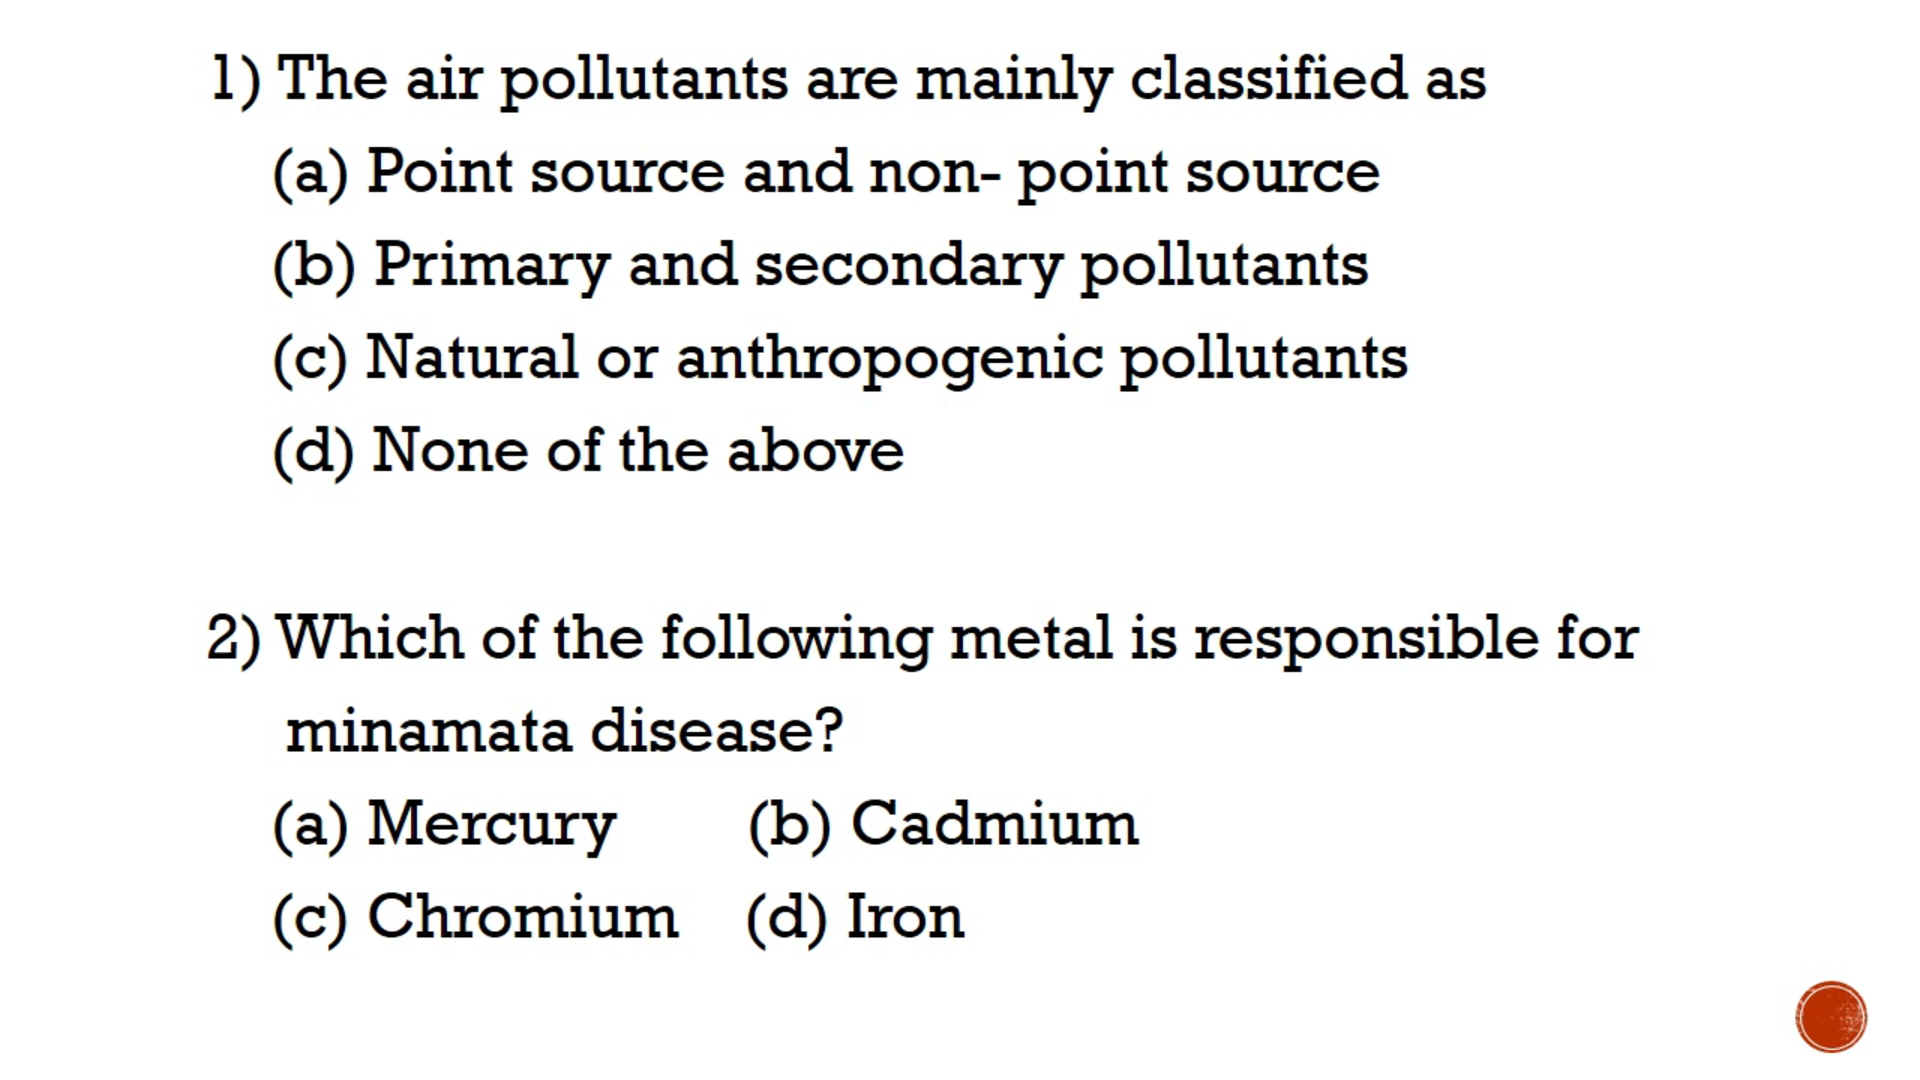 1) The air pollutants are mainly classified as
(a) Point source and non- point source
(b) Primary and secondary pollutants
(c) Natural or anthropogenic pollutants
(d) None of the above
2) Which of the following metal is responsible for
minamata disease?
(a) Mercury (b) Cadmium
(c) Chromium (d) Iron